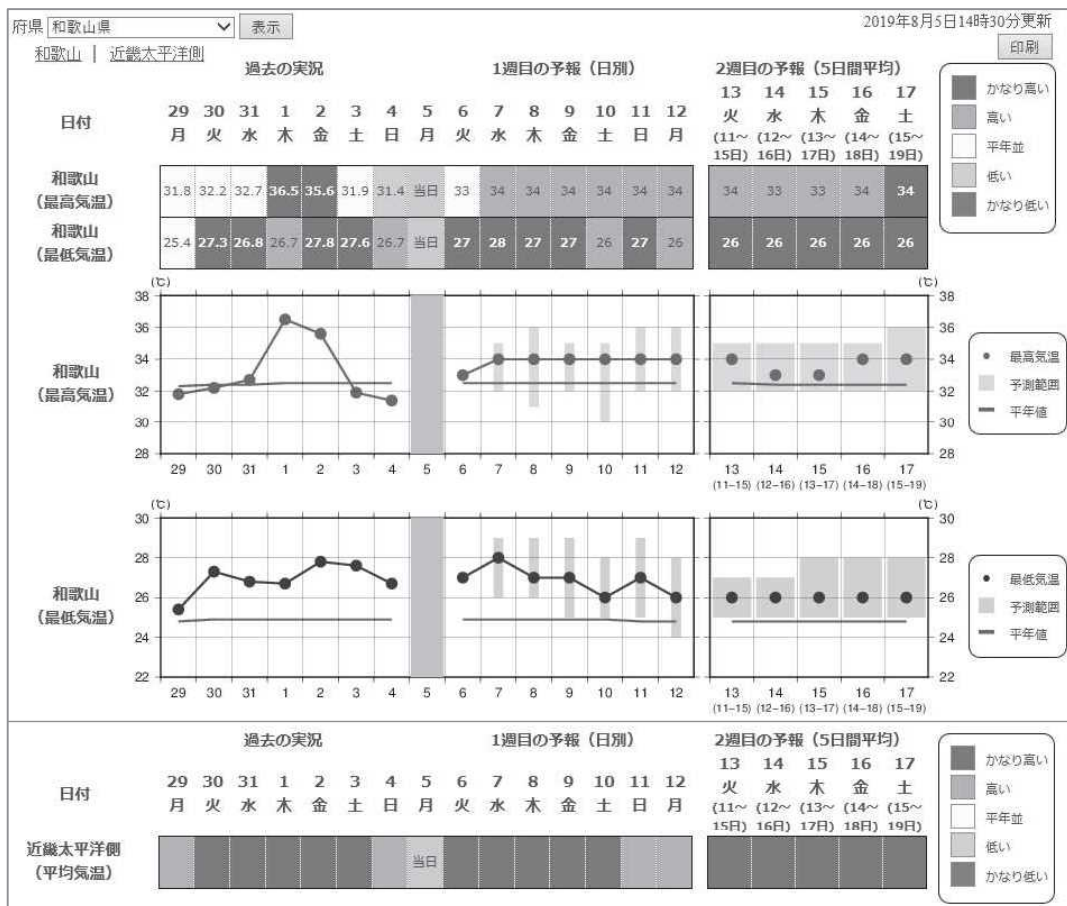 府県 和歌山県 表示
2019年8月5日14時30分更新
和歌山 | 近畿太平洋側
印刷
過去の実況 1週目の予報（日別） 2週目の予報（5日間平均）
日付
29 30 31 1 2 3 4 5 6 7 8 9 10 11 12 13 14 15 16 17
月 火 水 木 金 土 日 月 火 水 木 金 土 日 月 火 水 木 金 土
(11～ (12～ (13～ (14～ (15～
15日) 16日) 17日) 18日) 19日)
かなり高い
高い
平年並
低い
かなり低い
和歌山
（最高気温）
31.8 32.2 32.7 36.5 35.6 31.9 31.4 当日 33 34 34 34 34 34 34 34 33 33 34 34
和歌山
（最低気温）
25.4 27.3 26.8 26.7 27.8 27.6 26.7 当日 27 28 27 27 26 27 26 26 26 26 26 26
(℃) (℃)
38 38
36 36
34 34
32 32
30 30
28 28
和歌山
（最高気温）
最高気温
予測範囲
平年値
29 30 31 1 2 3 4 5 6 7 8 9 10 11 12 13 14 15 16 17
(11-15) (12-16) (13-17) (14-18) (15-19)
(℃) (℃)
30 30
28 28
26 26
24 24
22 22
和歌山
（最低気温）
最低気温
予測範囲
平年値
29 30 31 1 2 3 4 5 6 7 8 9 10 11 12 13 14 15 16 17
(11-15) (12-16) (13-17) (14-18) (15-19)
過去の実況 1週目の予報（日別） 2週目の予報（5日間平均）
日付
29 30 31 1 2 3 4 5 6 7 8 9 10 11 12 13 14 15 16 17
月 火 水 木 金 土 日 月 火 水 木 金 土 日 月 火 水 木 金 土
(11～ (12～ (13～ (14～ (15～
15日) 16日) 17日) 18日) 19日)
かなり高い
高い
平年並
低い
かなり低い
近畿太平洋側
（平均気温）
当日